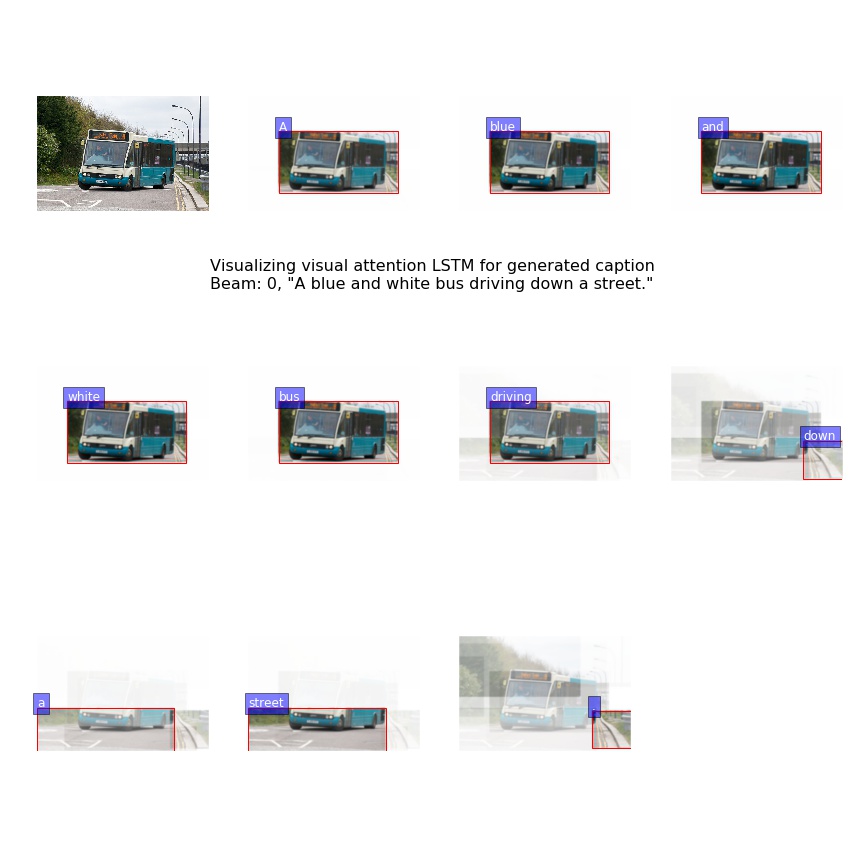 A
blue
and
Visualizing visual attention LSTM for generated caption
Beam: 0, "A blue and white bus driving down a street."
white
bus
driving
down
a
street
.